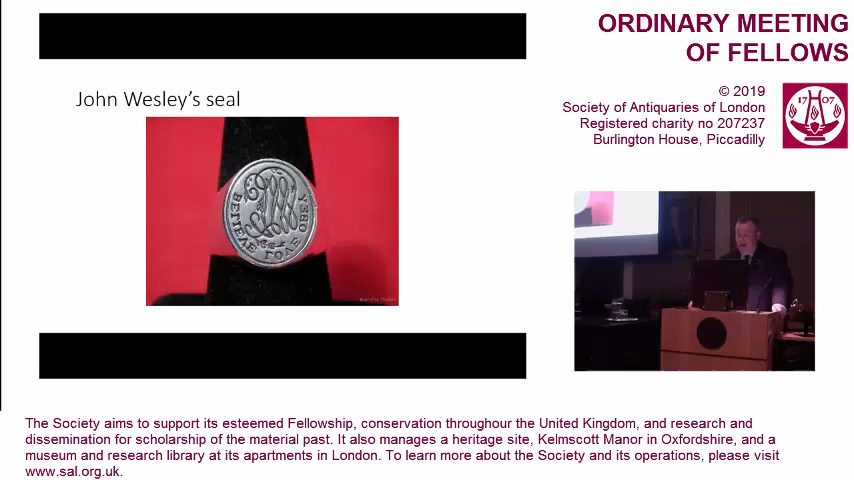 ORDINARY MEETING
OF FELLOWS
© 2019
Society of Antiquaries of London
Registered charity no 207237
Burlington House, Piccadilly
17 07
John Wesley's seal
The Society aims to support its esteemed Fellowship, conservation throughour the United Kingdom, and research and
dissemination for scholarship of the material past. It also manages a heritage site, Kelmscott Manor in Oxfordshire, and a
museum and research library at its apartments in London. To learn more about the Society and its operations, please visit
www.sal.org.uk.